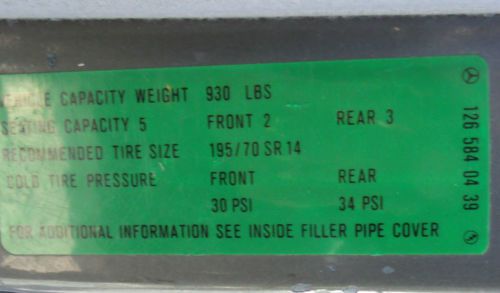 VEHICLE CAPACITY WEIGHT 930 LBS
SEATING CAPACITY 5 FRONT 2 REAR 3
RECOMMENDED TIRE SIZE 195/70 SR 14
COLD TIRE PRESSURE FRONT REAR
30 PSI 34 PSI
FOR ADDITIONAL INFORMATION SEE INSIDE FILLER PIPE COVER
126 584 04 39